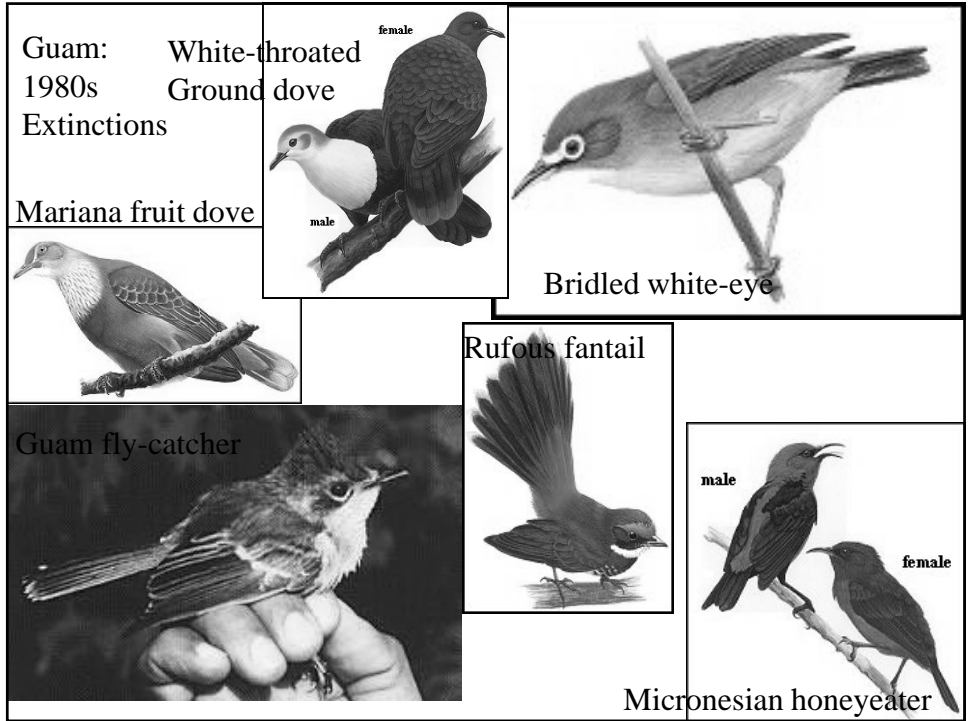 Guam:
1980s
Extinctions
White-throated
Ground dove
female
male
Mariana fruit dove
Bridled white-eye
Rufous fantail
Guam fly-catcher
male
female
Micronesian honeyeater